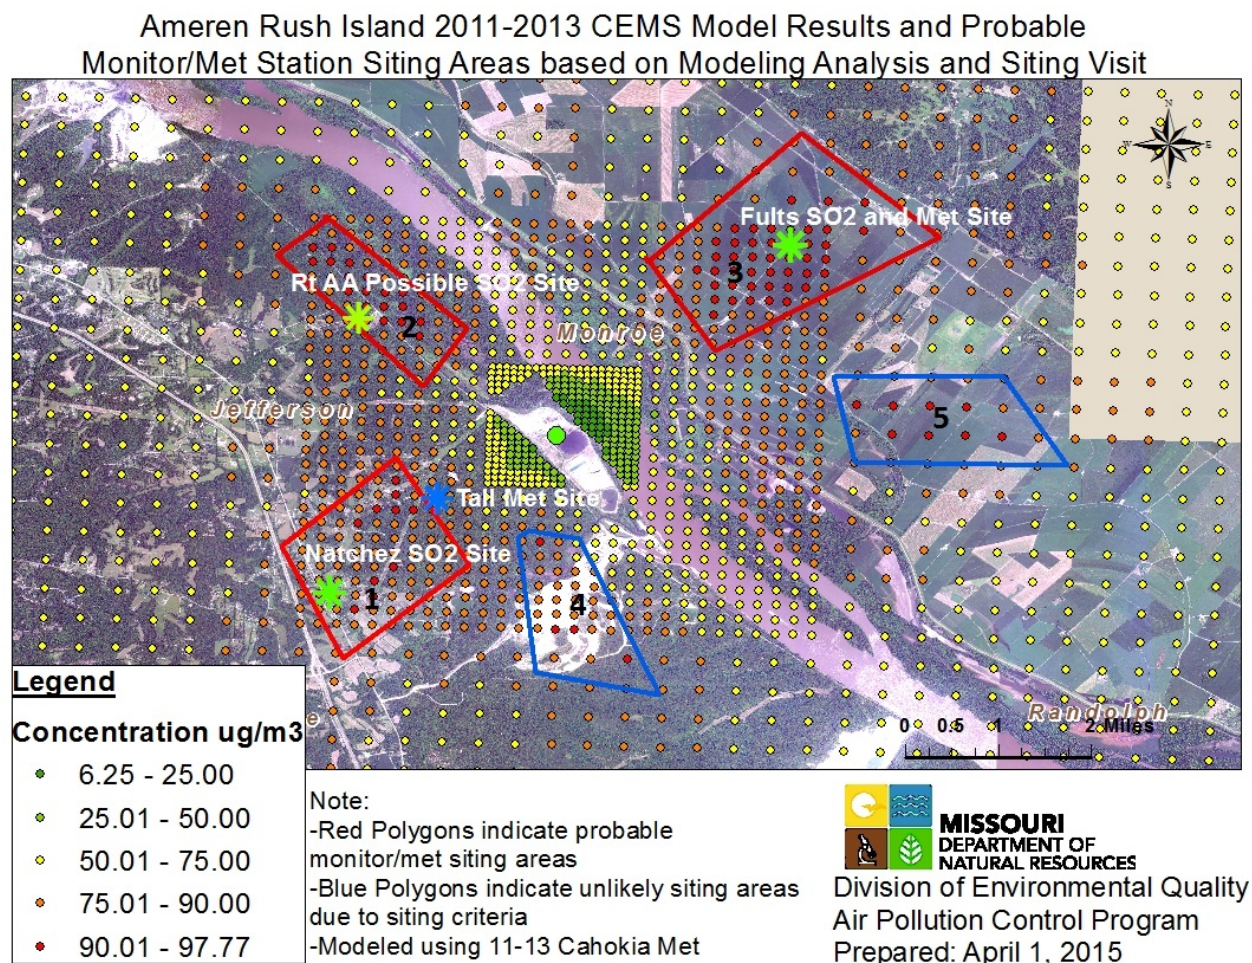 Ameren Rush Island 2011-2013 CEMS Model Results and Probable
Monitor/Met Station Siting Areas based on Modeling Analysis and Siting Visit
N
W E
S
Fults SO2 and Met Site
3
Rt AA Possible SO2 Site
2
Monroe
Jefferson
5
Tall Met Site
Natchez SO2 Site
1
4
Randolph
0 0.5 1 2 Miles
e
Legend
Concentration ug/m3
6.25 - 25.00
25.01 - 50.00
50.01 - 75.00
75.01 - 90.00
90.01 - 97.77
Note:
-Red Polygons indicate probable
monitor/met siting areas
-Blue Polygons indicate unlikely siting areas
due to siting criteria
-Modeled using 11-13 Cahokia Met
MISSOURI
DEPARTMENT OF
NATURAL RESOURCES
Division of Environmental Quality
Air Pollution Control Program
Prepared: April 1, 2015